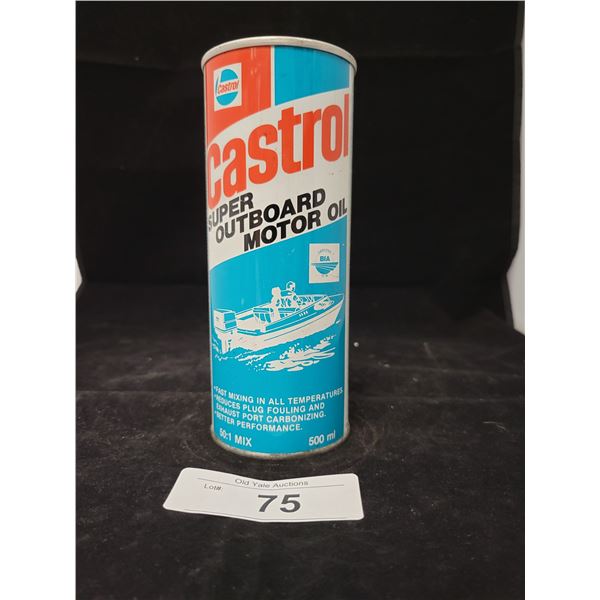 Castrol
Castrol
SUPER
OUTBOARD
MOTOR OIL
BIA
•FAST MIXING IN ALL TEMPERATURES.
•REDUCES PLUG FOULING AND
EXHAUST PORT CARBONIZING.
•BETTER PERFORMANCE.
50:1 MIX
500 ml
Old Yale Auctions
Lot#:
75